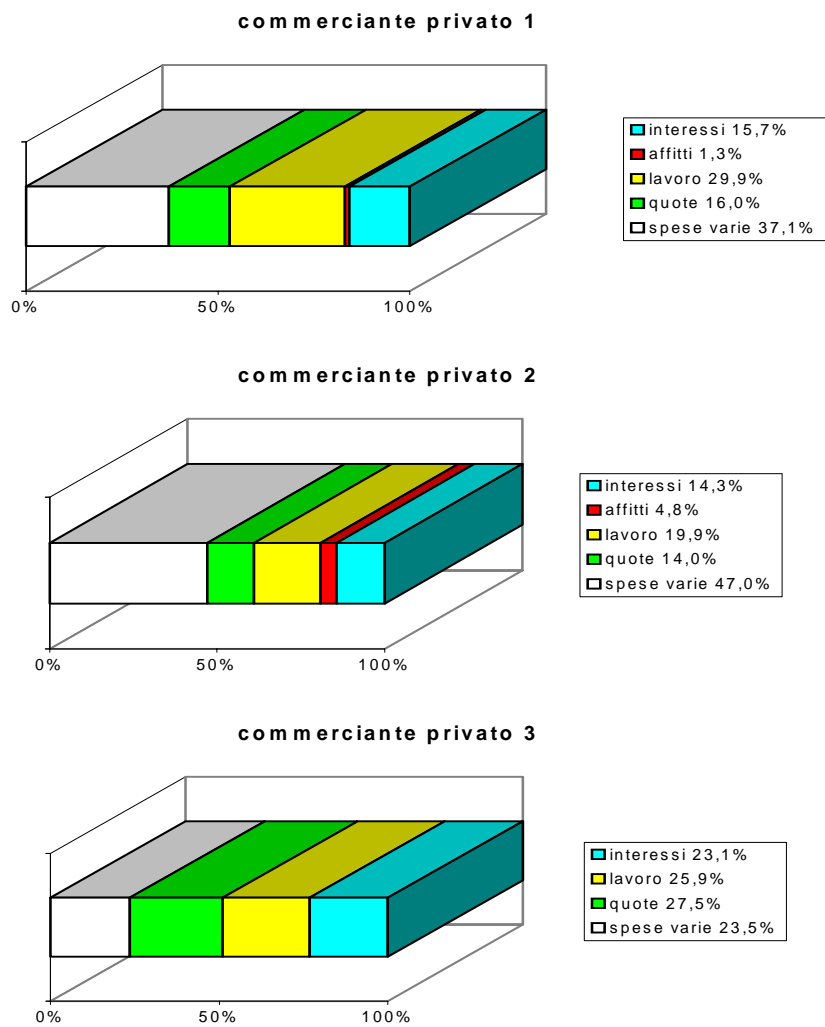 commerciante privato 1
interessi 15,7%
affitti 1,3%
lavoro 29,9%
quote 16,0%
spese varie 37,1%
0% 50% 100%
commerciante privato 2
interessi 14,3%
affitti 4,8%
lavoro 19,9%
quote 14,0%
spese varie 47,0%
0% 50% 100%
commerciante privato 3
interessi 23,1%
lavoro 25,9%
quote 27,5%
spese varie 23,5%
0% 50% 100%